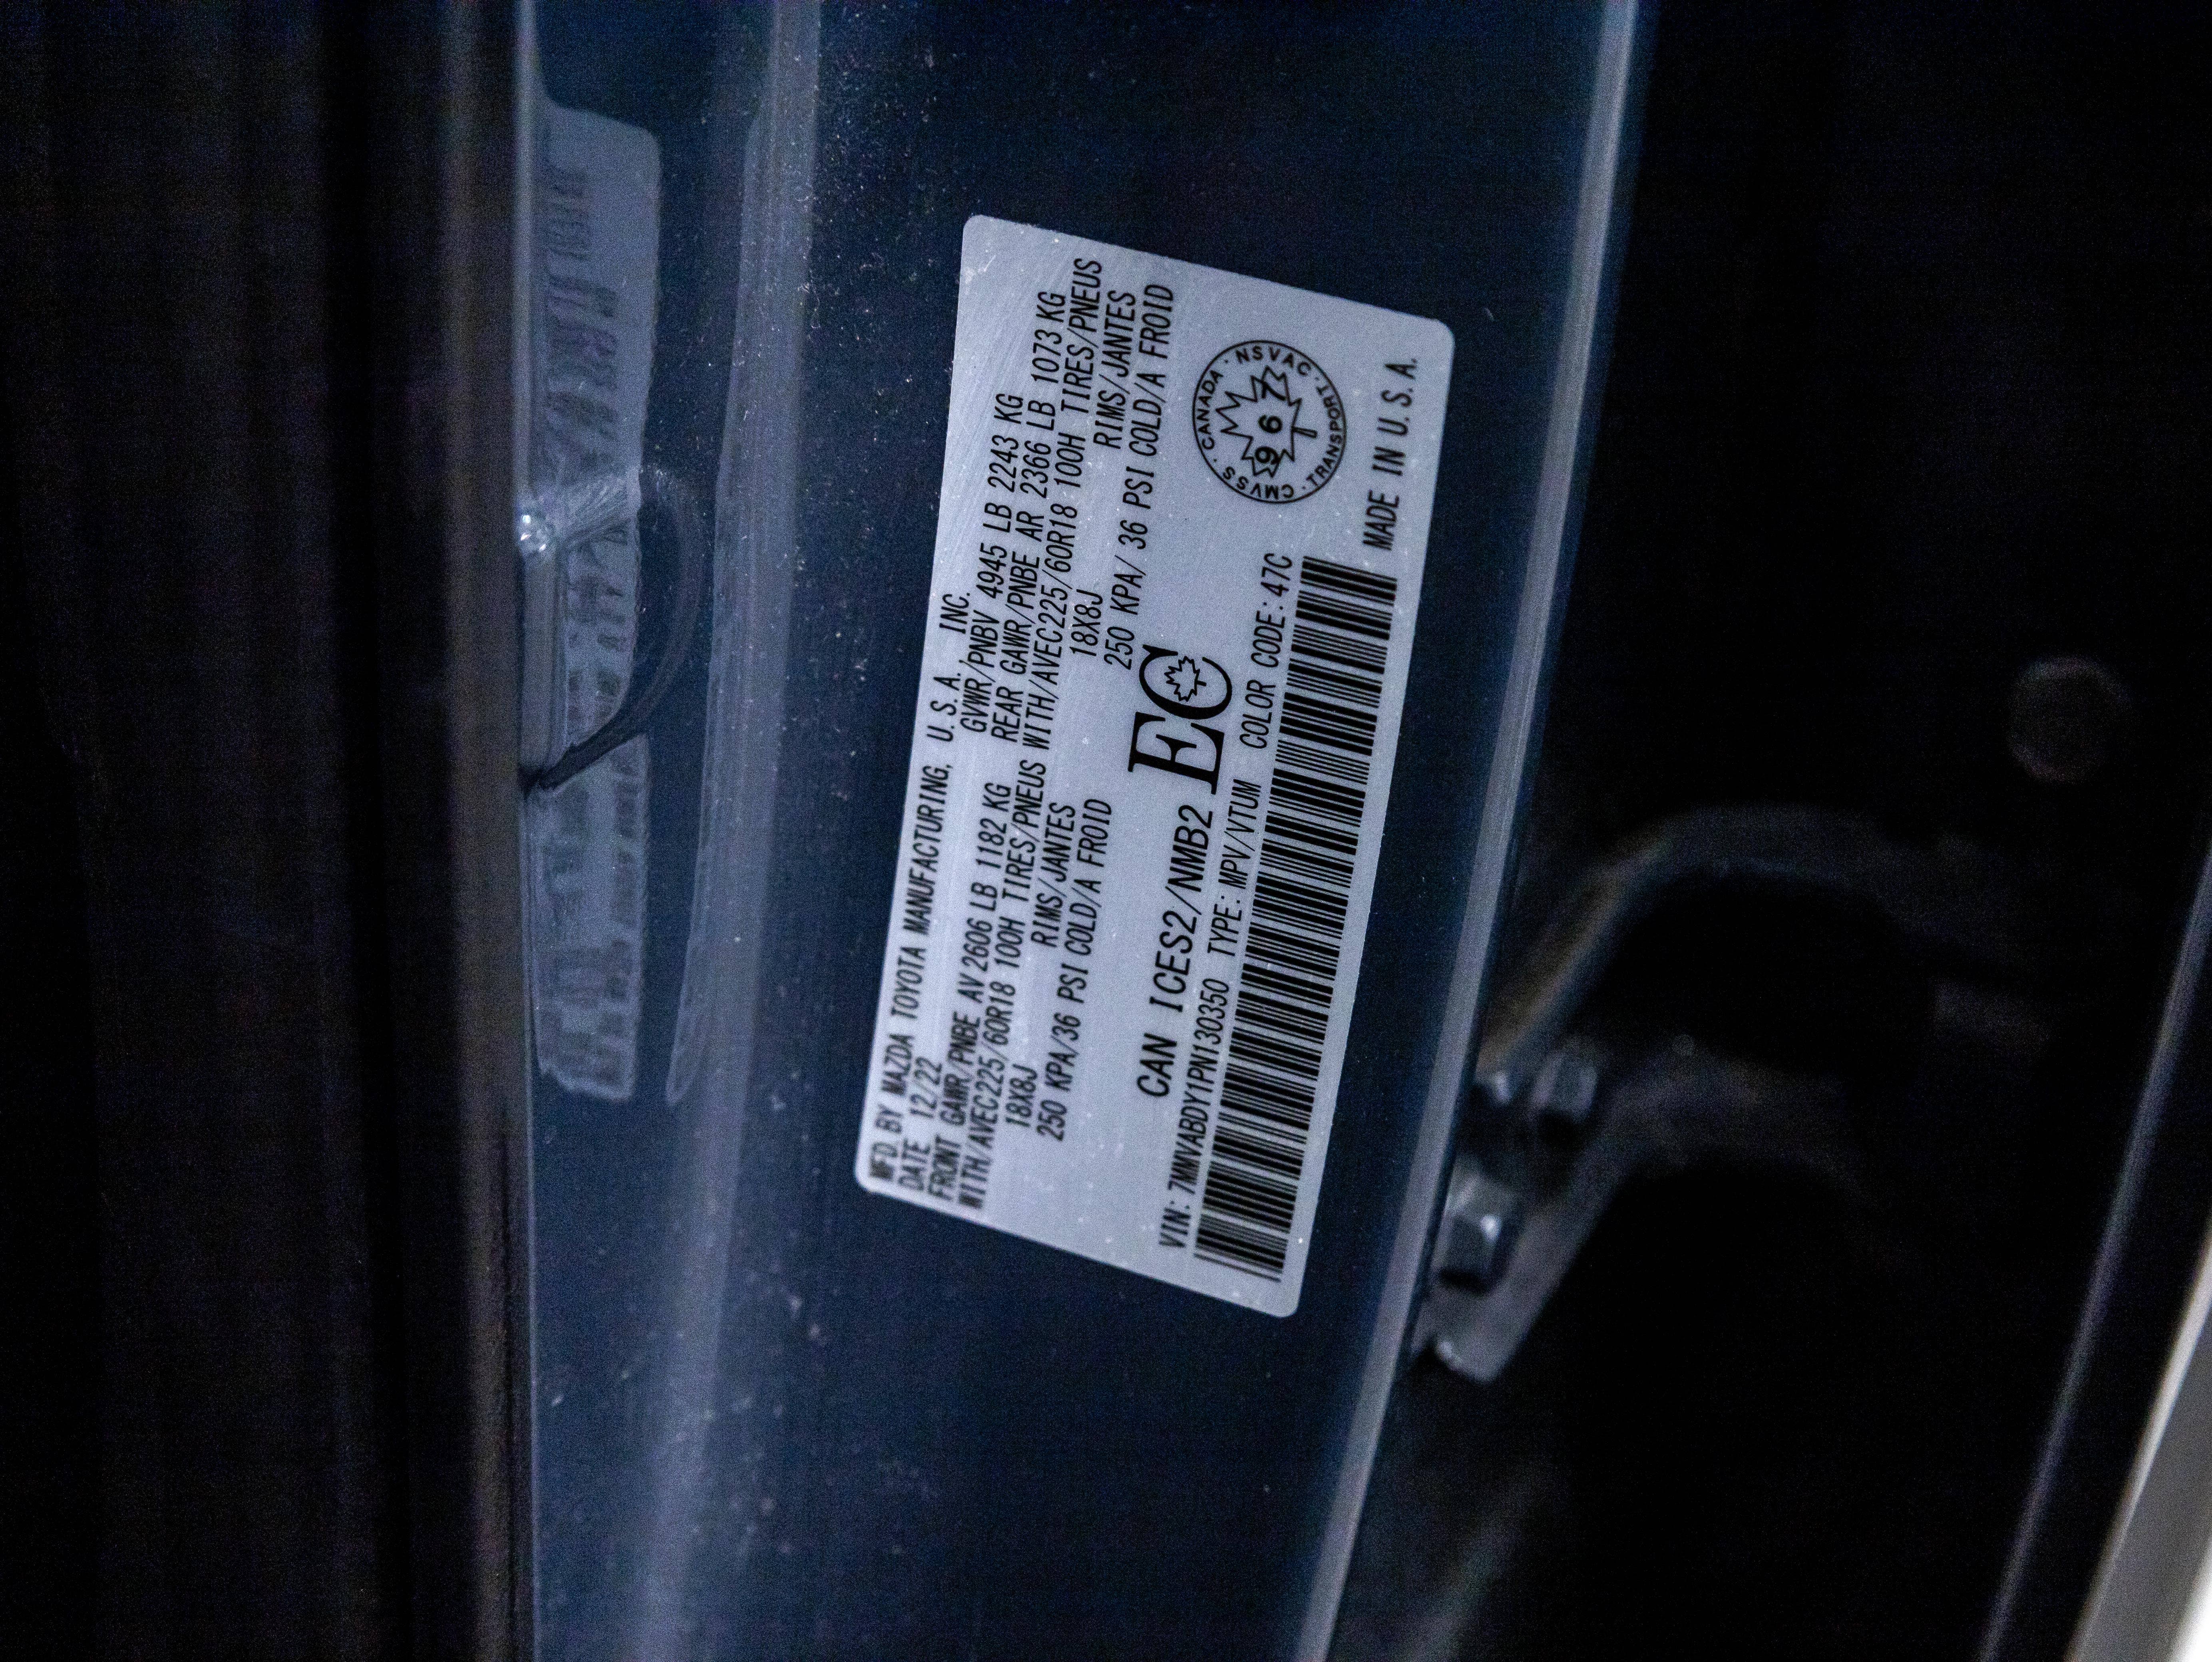 MFD.BY MAZDA TOYOTA MANUFACTURING, U.S.A. INC.
DATE 12/22 GVWR/PNBV 4945 LB 2243 KG
FRONT GAWR/PNBE AV 2606 LB 1182 KG REAR GAWR/PNBE AR 2366 LB 1073 KG
WITH/AVEC225/60R18 100H TIRES/PNEUS WITH/AVEC225/60R18 100H TIRES/PNEUS
18X8J RIMS/JANTES 18X8J RIMS/JANTES
250 KPA/36 PSI COLD/A FROID 250 KPA/ 36 PSI COLD/A FROID
CAN ICES2/NMB2 EC
CANADA · NSVAC · TRANSPORT · CMVSS ·
967
VIN: 7MMVABDY1PN130350 TYPE: MPV/VTUM COLOR CODE: 47C
MADE IN U.S.A.